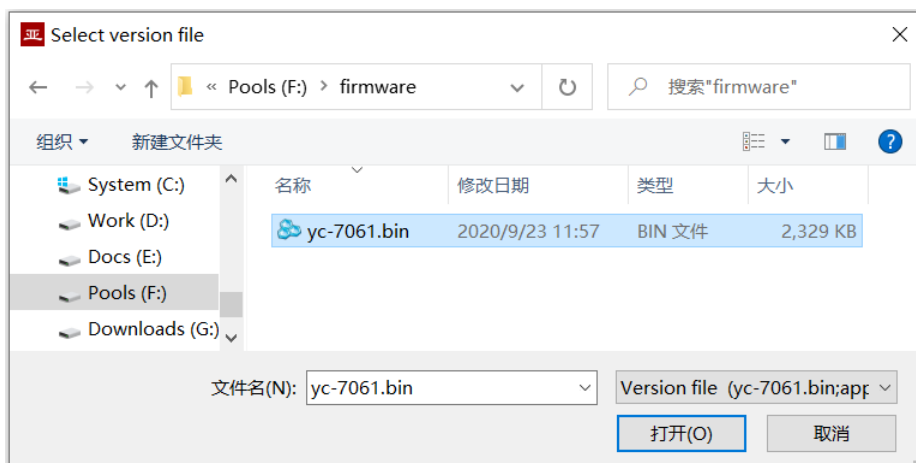 亚 Select version file
« Pools (F:) › firmware 搜索"firmware"
组织 新建文件夹
名称 修改日期 类型 大小
System (C:)
Work (D:)
Docs (E:)
Pools (F:)
Downloads (G:)
yc-7061.bin 2020/9/23 11:57 BIN 文件 2,329 KB
文件名(N): yc-7061.bin Version file (yc-7061.bin;app
打开(O) 取消